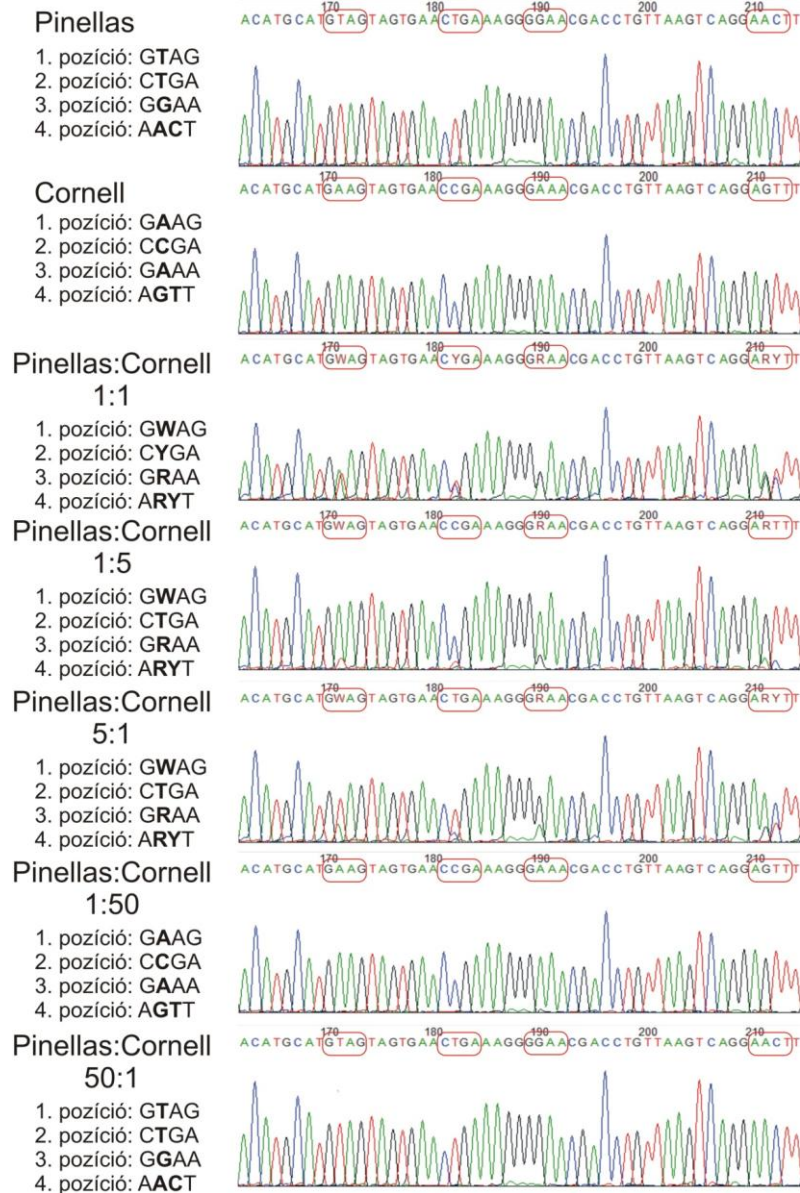 Pinellas
1. pozíció: GTAG
2. pozíció: CTGA
3. pozíció: GGAA
4. pozíció: AACT
170 180 190 200 210
ACATGCATGTAGTAGTGAACTGAAAGGGGAACGACCTGTTAAGTCAGGAACTT
Cornell
1. pozíció: GAAG
2. pozíció: CCGA
3. pozíció: GAAA
4. pozíció: AGTT
170 180 190 200 210
ACATGCATGAAGTAGTGAACCGAAAGGGAAACGACCTGTTAAGTCAGGAGTTT
Pinellas:Cornell
1:1
1. pozíció: GWAG
2. pozíció: CYGA
3. pozíció: GRAA
4. pozíció: ARYT
170 180 190 200 210
ACATGCATGWAGTAGTGAACYGAAAGGGRAACGACCTGTTAAGTCAGGARYTT
Pinellas:Cornell
1:5
1. pozíció: GWAG
2. pozíció: CTGA
3. pozíció: GRAA
4. pozíció: ARYT
170 180 190 200 210
ACATGCATGWAGTAGTGAACCGAAAGGGRAACGACCTGTTAAGTCAGGARTTT
Pinellas:Cornell
5:1
1. pozíció: GWAG
2. pozíció: CTGA
3. pozíció: GRAA
4. pozíció: ARYT
170 180 190 200 210
ACATGCATGWAGTAGTGAACTGAAAGGGRAACGACCTGTTAAGTCAGGARYTT
Pinellas:Cornell
1:50
1. pozíció: GAAG
2. pozíció: CCGA
3. pozíció: GAAA
4. pozíció: AGTT
170 180 190 200 210
ACATGCATGAAGTAGTGAACCGAAAGGGAAACGACCTGTTAAGTCAGGAGTTT
Pinellas:Cornell
50:1
1. pozíció: GTAG
2. pozíció: CTGA
3. pozíció: GGAA
4. pozíció: AACT
170 180 190 200 210
ACATGCATGTAGTAGTGAACTGAAAGGGGAACGACCTGTTAAGTCAGGAACTT